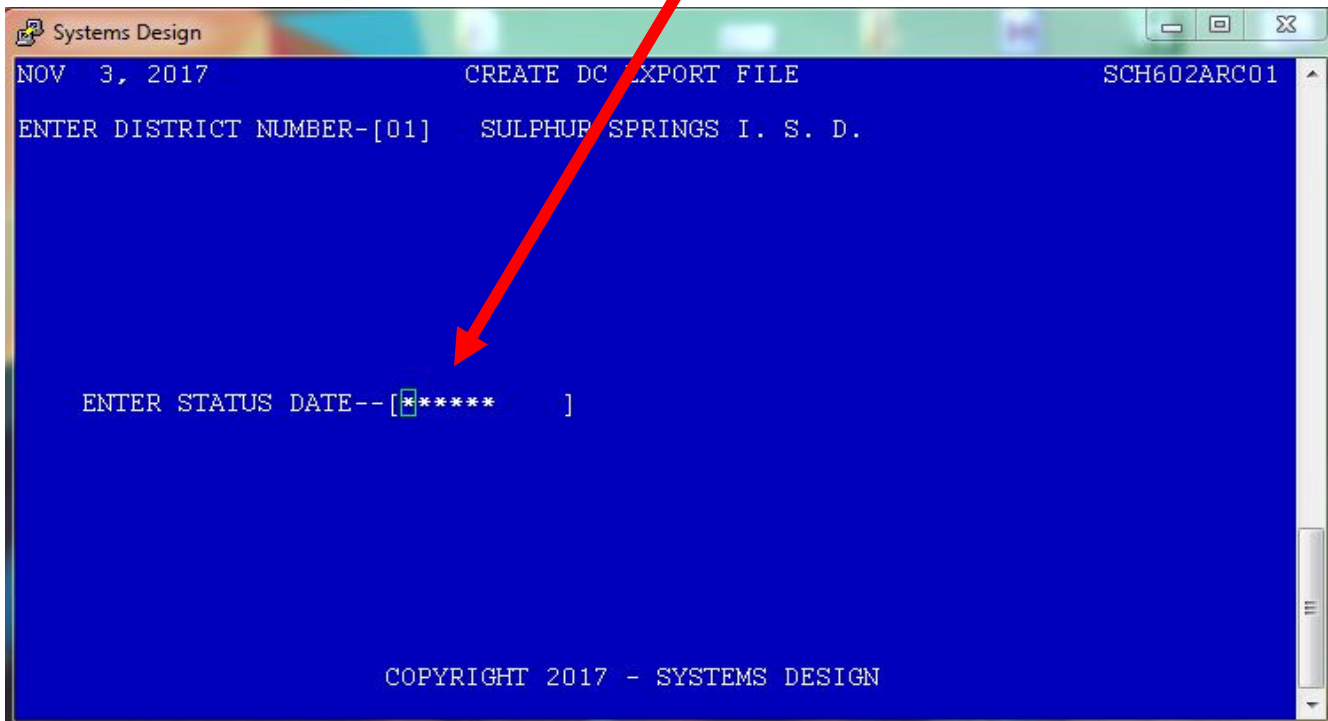 Systems Design
NOV 3, 2017 CREATE DC EXPORT FILE SCH602ARC01
ENTER DISTRICT NUMBER-[01] SULPHUR SPRINGS I. S. D.
ENTER STATUS DATE--[****** ]
COPYRIGHT 2017 - SYSTEMS DESIGN